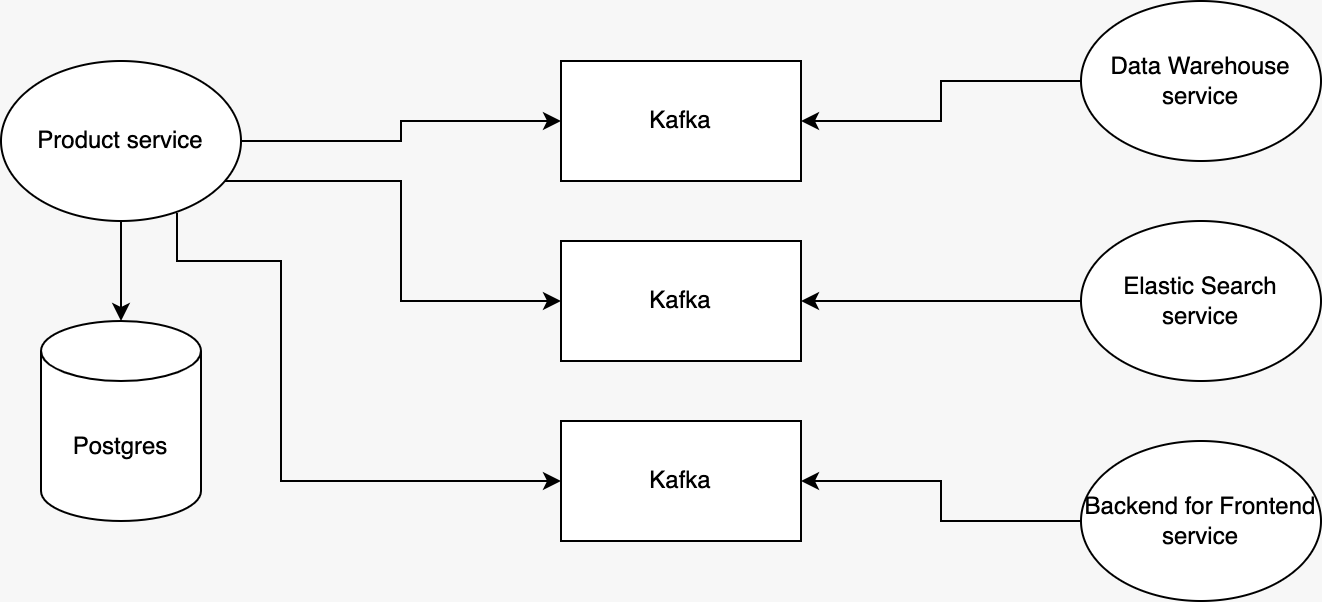 Product service
Postgres
Kafka
Kafka
Kafka
Data Warehouse
service
Elastic Search
service
Backend for Frontend
service